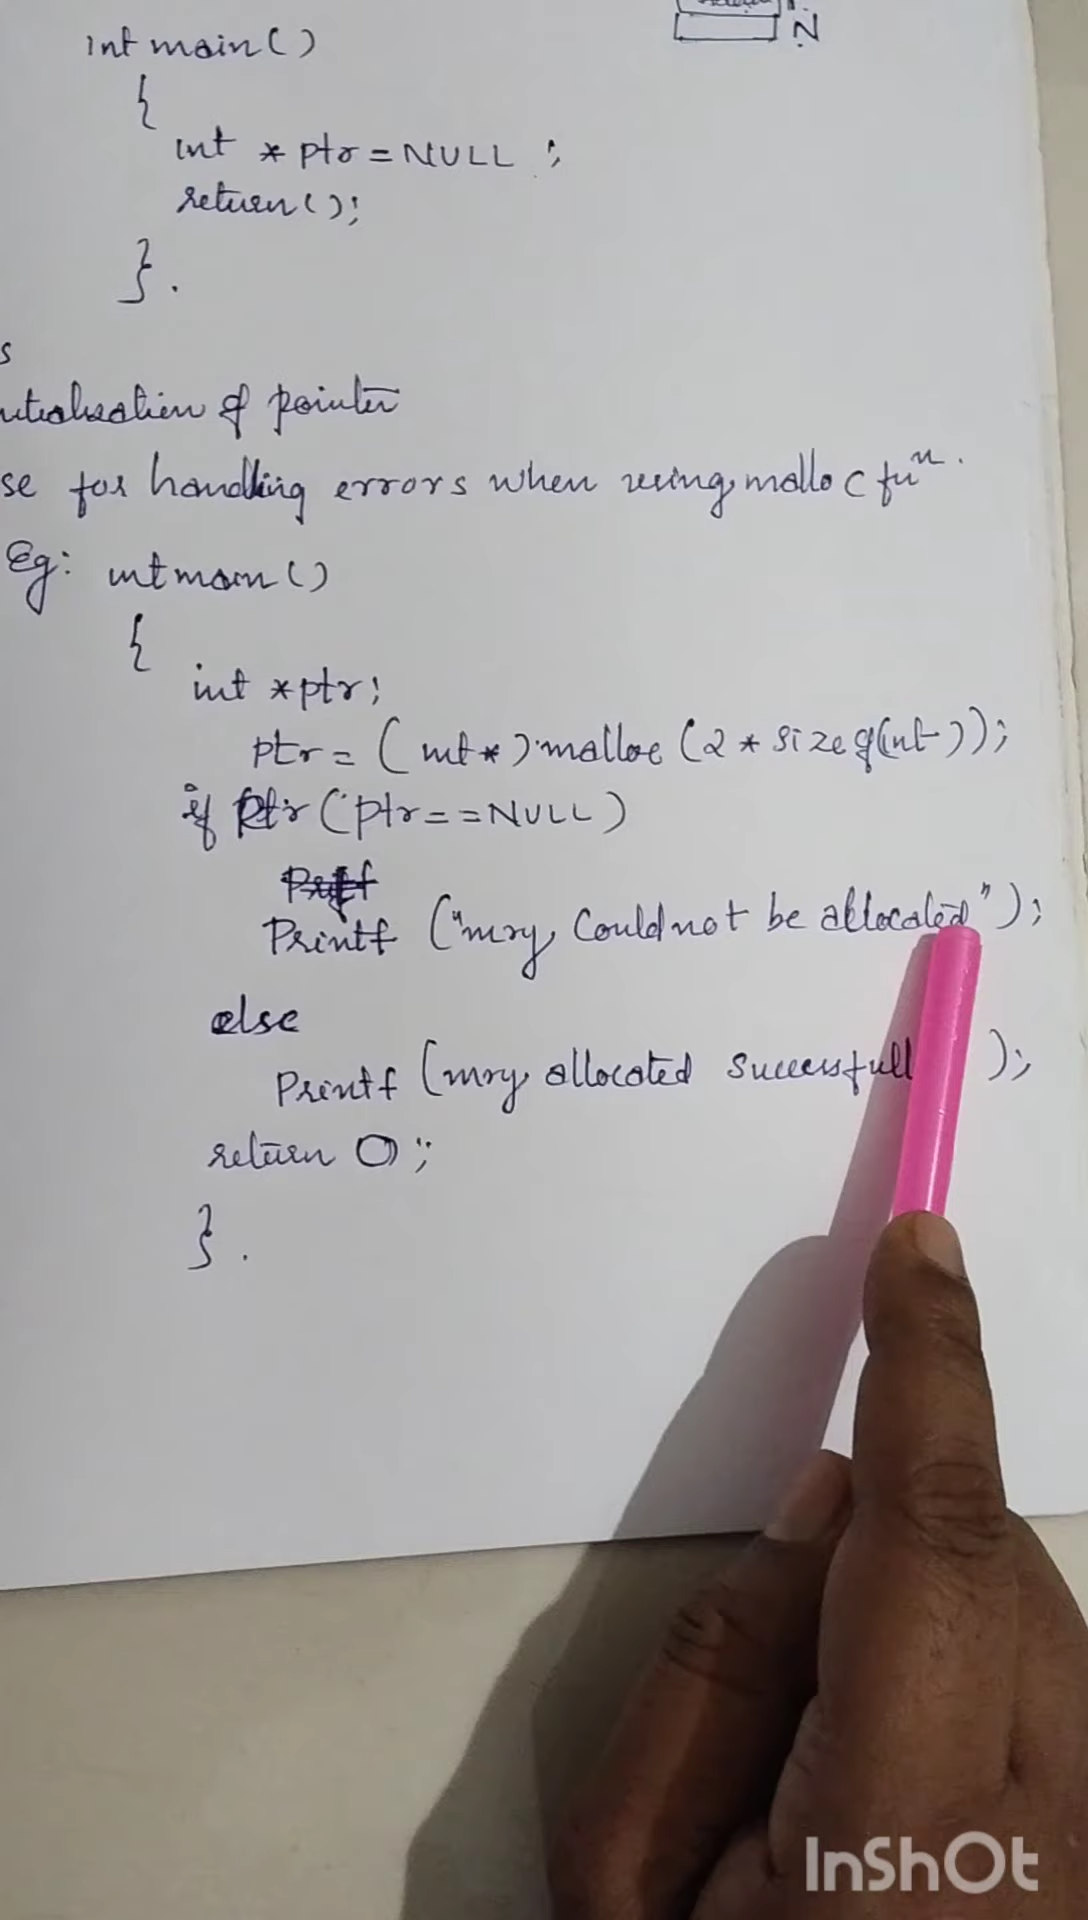 N
int main()
{
int * ptr = NULL ;
return();
}.
s
itialisation of pointer
se for handling errors when using malloc fuⁿ.
Eg: int main()
{
int *ptr;
ptr = (int *) malloc (2 * sizeof(int));
if ptr (ptr == NULL)
Printf ("mry could not be allocated");
else
Printf (mry allocated successfull );
return 0;
}.
InShOt